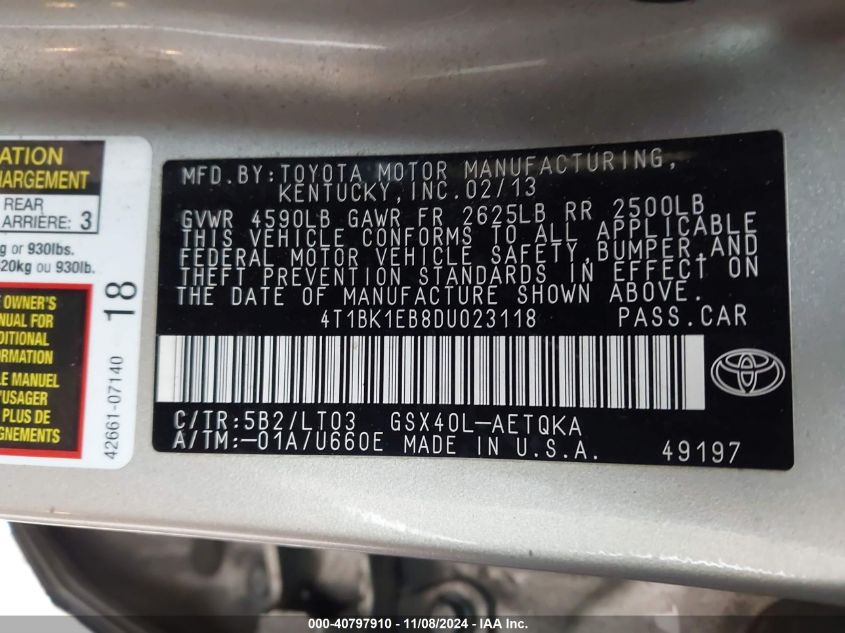 ATION
HARGEMENT
REAR
ARRIÈRE: 3
g or 930lbs.
20kg ou 930lb.
OWNER'S
NUAL FOR
DITIONAL
ORMATION
LE MANUEL
'USAGER
PLUS DE
EIGNEMENTS
18
42661-07140
MFD.BY:TOYOTA MOTOR MANUFACTURING,
KENTUCKY,INC.02/13
GVWR 4590LB GAWR FR 2625LB RR 2500LB
THIS VEHICLE CONFORMS TO ALL APPLICABLE
FEDERAL MOTOR VEHICLE SAFETY,BUMPER,AND
THEFT PREVENTION STANDARDS IN EFFECT ON
THE DATE OF MANUFACTURE SHOWN ABOVE.
4T1BK1EB8DU023118 PASS.CAR
C/TR:5B2/LT03 GSX40L-AETQKA
A/TM:-01A/U660E MADE IN U.S.A.
49197
TOYOTA
000-40797910 - 11/08/2024 - IAA Inc.